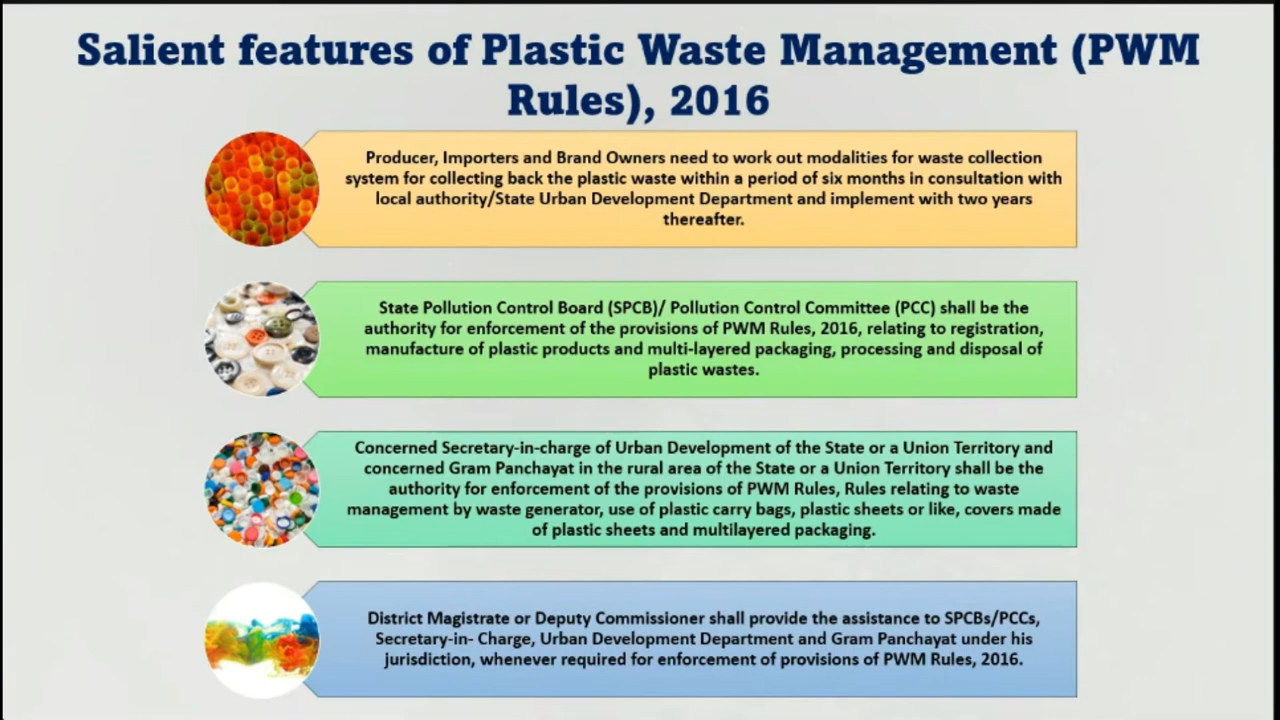 Salient features of Plastic Waste Management (PWM
Rules), 2016
Producer, Importers and Brand Owners need to work out modalities for waste collection
system for collecting back the plastic waste within a period of six months in consultation with
local authority/State Urban Development Department and implement with two years
thereafter.
State Pollution Control Board (SPCB)/ Pollution Control Committee (PCC) shall be the
authority for enforcement of the provisions of PWM Rules, 2016, relating to registration,
manufacture of plastic products and multi-layered packaging, processing and disposal of
plastic wastes.
Concerned Secretary-in-charge of Urban Development of the State or a Union Territory and
concerned Gram Panchayat in the rural area of the State or a Union Territory shall be the
authority for enforcement of the provisions of PWM Rules, Rules relating to waste
management by waste generator, use of plastic carry bags, plastic sheets or like, covers made
of plastic sheets and multilayered packaging.
District Magistrate or Deputy Commissioner shall provide the assistance to SPCBs/PCCs,
Secretary-in- Charge, Urban Development Department and Gram Panchayat under his
jurisdiction, whenever required for enforcement of provisions of PWM Rules, 2016.